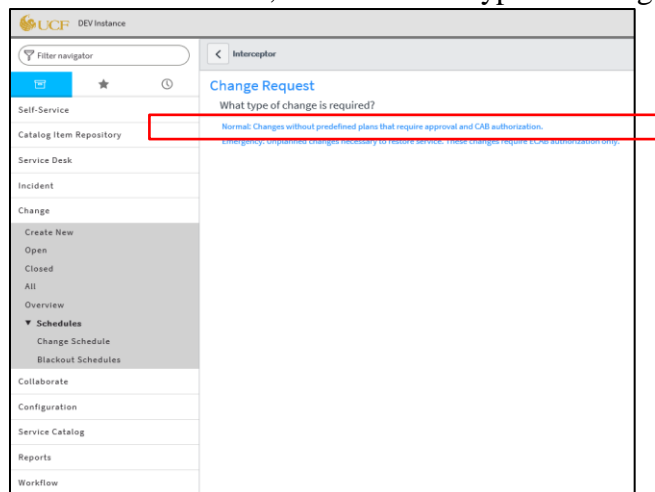 UCF DEV Instance
Filter navigator
Interceptor
Self-Service
Catalog Item Repository
Service Desk
Incident
Change
Create New
Open
Closed
All
Overview
Schedules
Change Schedule
Blackout Schedules
Collaborate
Configuration
Service Catalog
Reports
Workflow
Change Request
What type of change is required?
Normal: Changes without predefined plans that require approval and CAB authorization.
Emergency: Unplanned changes necessary to restore service. These changes require ECAB authorization only.